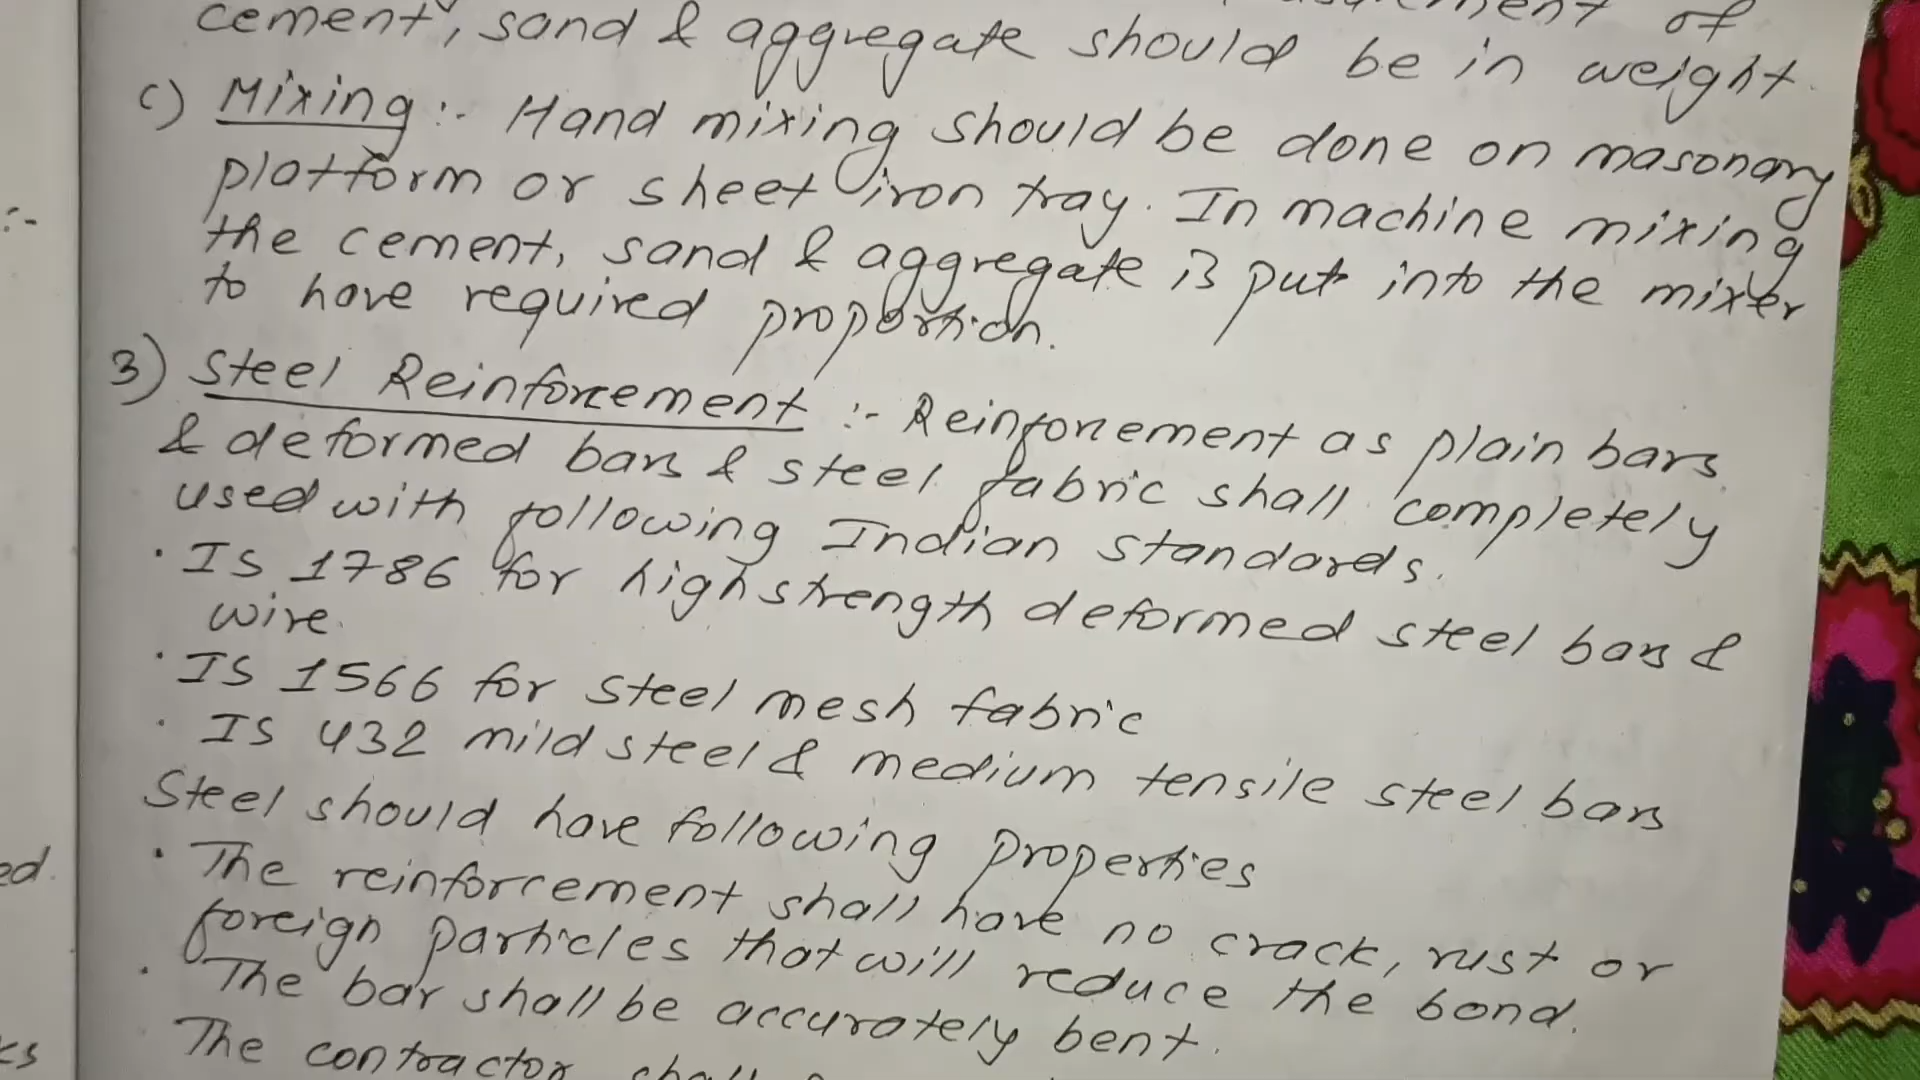 cement, sand & aggregate should be in weight.
c) Mixing :- Hand mixing should be done on masonary
platform or sheet iron tray. In machine mixing
the cement, sand & aggregate is put into the mixer
to have required proportion.
3) Steel Reinforcement :- Reinforcement as plain bars
& deformed bars & steel fabric shall completely
used with following Indian standards.
· IS 1786 for high strength deformed steel bars &
wire.
· IS 1566 for steel mesh fabric
· IS 432 mild steel & medium tensile steel bars
Steel should have following properties
· The reinforcement shall have no crack, rust or
foreign particles that will reduce the bond.
· The bar shall be accurately bent.
The contractor shall